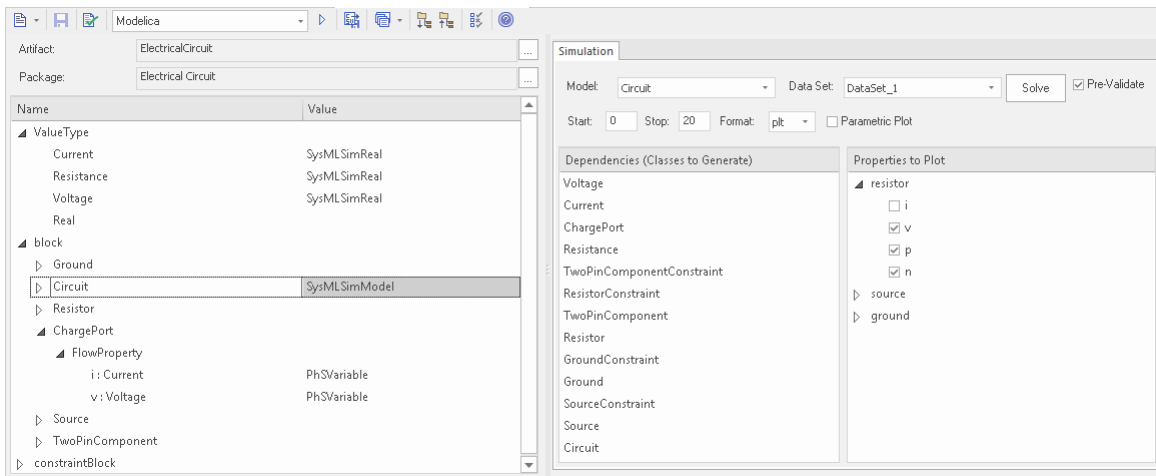 Modelica
Artifact: ElectricalCircuit ...
Package: Electrical Circuit ...
Name Value
ValueType
Current SysMLSimReal
Resistance SysMLSimReal
Voltage SysMLSimReal
Real
block
Ground
Circuit SysMLSimModel
Resistor
ChargePort
FlowProperty
i : Current PhSVariable
v : Voltage PhSVariable
Source
TwoPinComponent
constraintBlock
Simulation
Model: Circuit Data Set: DataSet_1 Solve Pre-Validate
Start: 0 Stop: 20 Format: plt Parametric Plot
Dependencies (Classes to Generate)
Voltage
Current
ChargePort
Resistance
TwoPinComponentConstraint
ResistorConstraint
TwoPinComponent
Resistor
GroundConstraint
Ground
SourceConstraint
Source
Circuit
Properties to Plot
resistor
i
v
p
n
source
ground